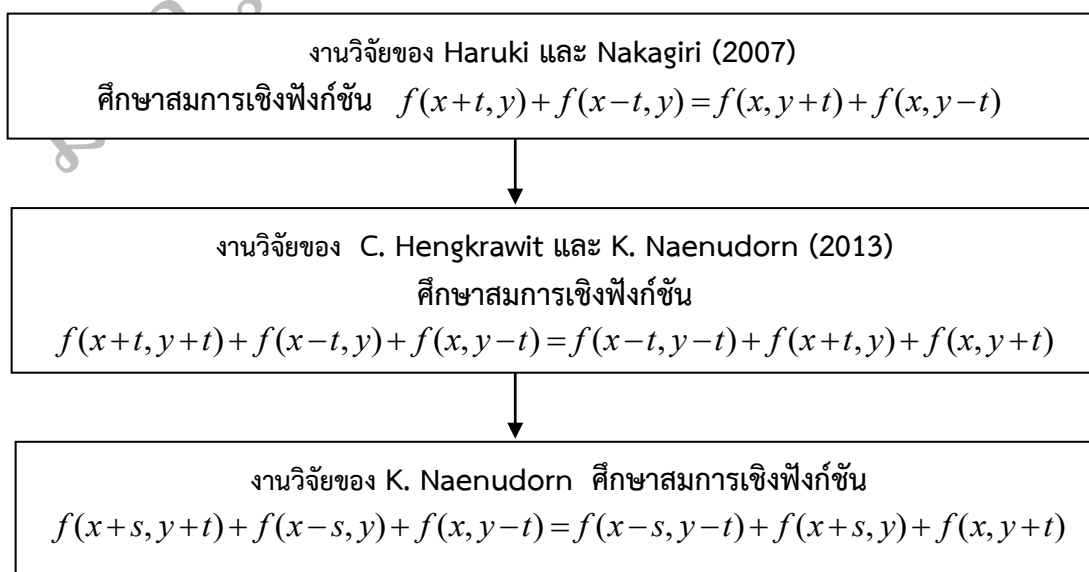 งานวิจัยของ Haruki และ Nakagiri (2007)
ศึกษาสมการเชิงฟังก์ชัน f(x+t, y)+ f(x−t, y) = f(x, y+t)+ f(x, y−t)
งานวิจัยของ C. Hengkrawit และ K. Naenudorn (2013)
ศึกษาสมการเชิงฟังก์ชัน
f(x+t, y+t)+ f(x−t, y)+ f(x, y−t) = f(x−t, y−t)+ f(x+t, y)+ f(x, y+t)
งานวิจัยของ K. Naenudorn ศึกษาสมการเชิงฟังก์ชัน
f(x+s, y+t)+ f(x−s, y)+ f(x, y−t) = f(x−s, y−t)+ f(x+s, y)+ f(x, y+t)